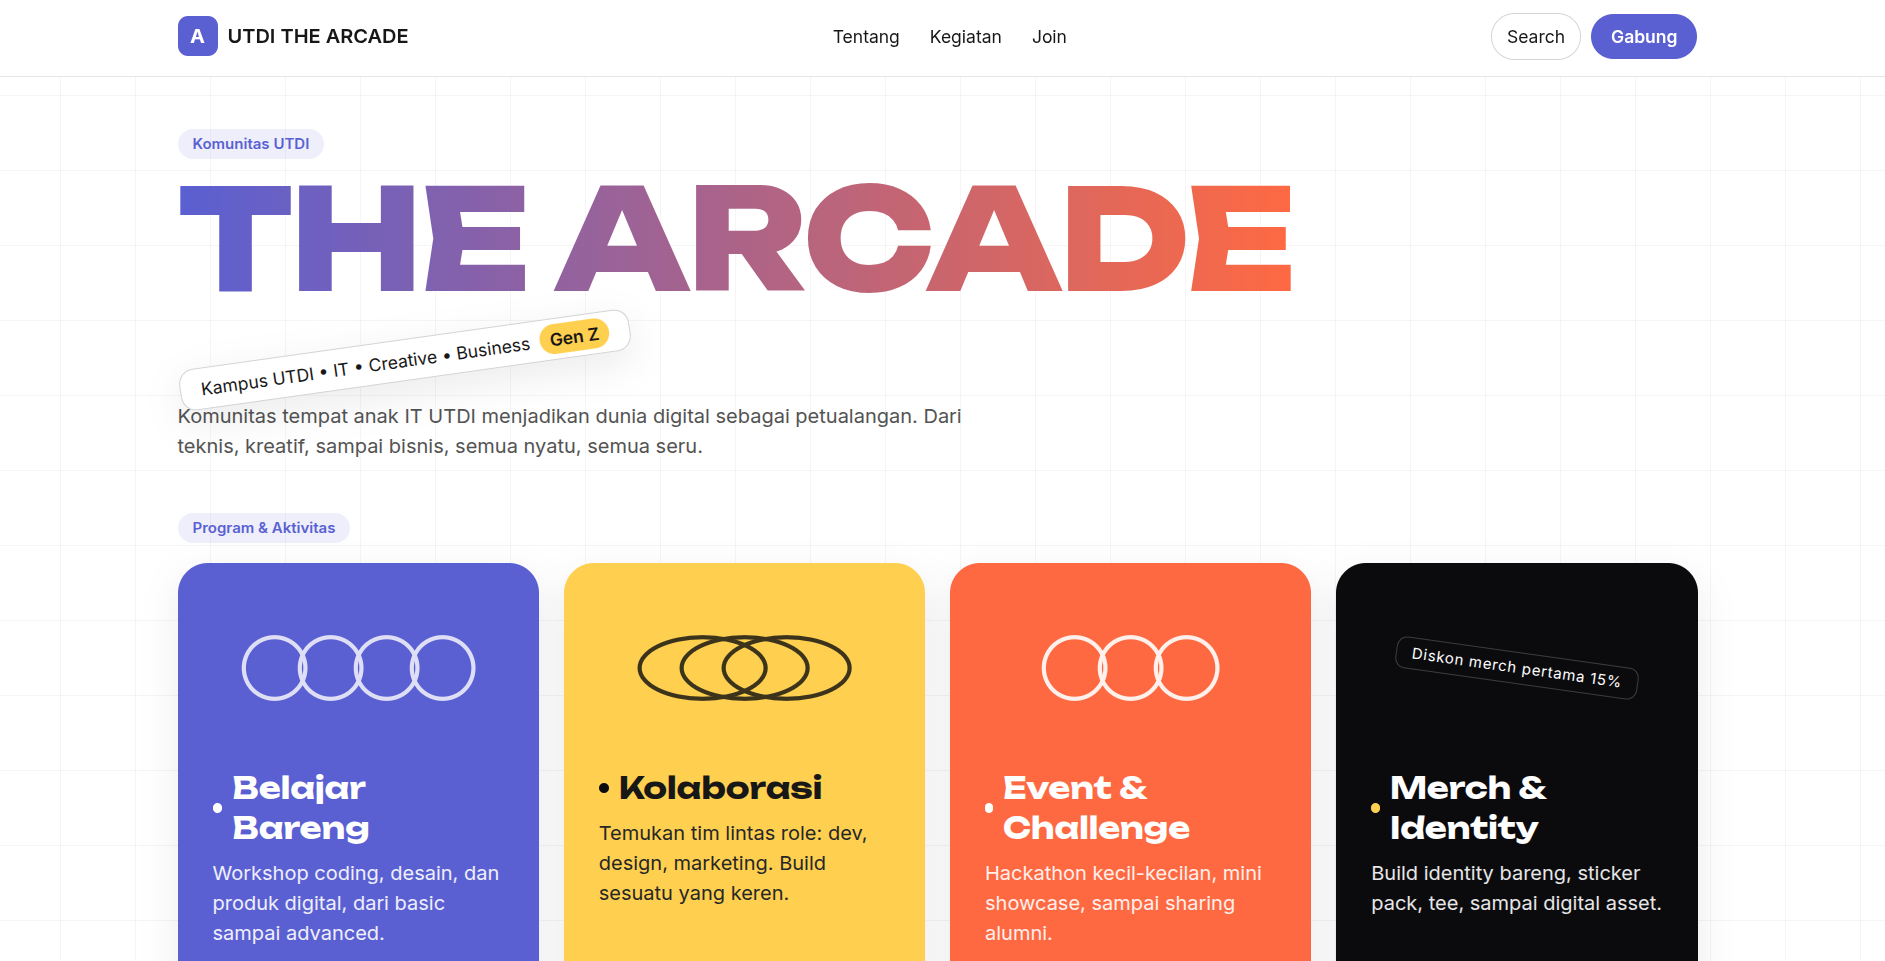 A UTDI THE ARCADE
Tentang Kegiatan Join
Search Gabung
Komunitas UTDI
THE ARCADE
Kampus UTDI • IT • Creative • Business Gen Z
Komunitas tempat anak IT UTDI menjadikan dunia digital sebagai petualangan. Dari
teknis, kreatif, sampai bisnis, semua nyatu, semua seru.
Program & Aktivitas
• Belajar
Bareng
Workshop coding, desain, dan
produk digital, dari basic
sampai advanced.
• Kolaborasi
Temukan tim lintas role: dev,
design, marketing. Build
sesuatu yang keren.
• Event &
Challenge
Hackathon kecil-kecilan, mini
showcase, sampai sharing
alumni.
Diskon merch pertama 15%
• Merch &
Identity
Build identity bareng, sticker
pack, tee, sampai digital asset.